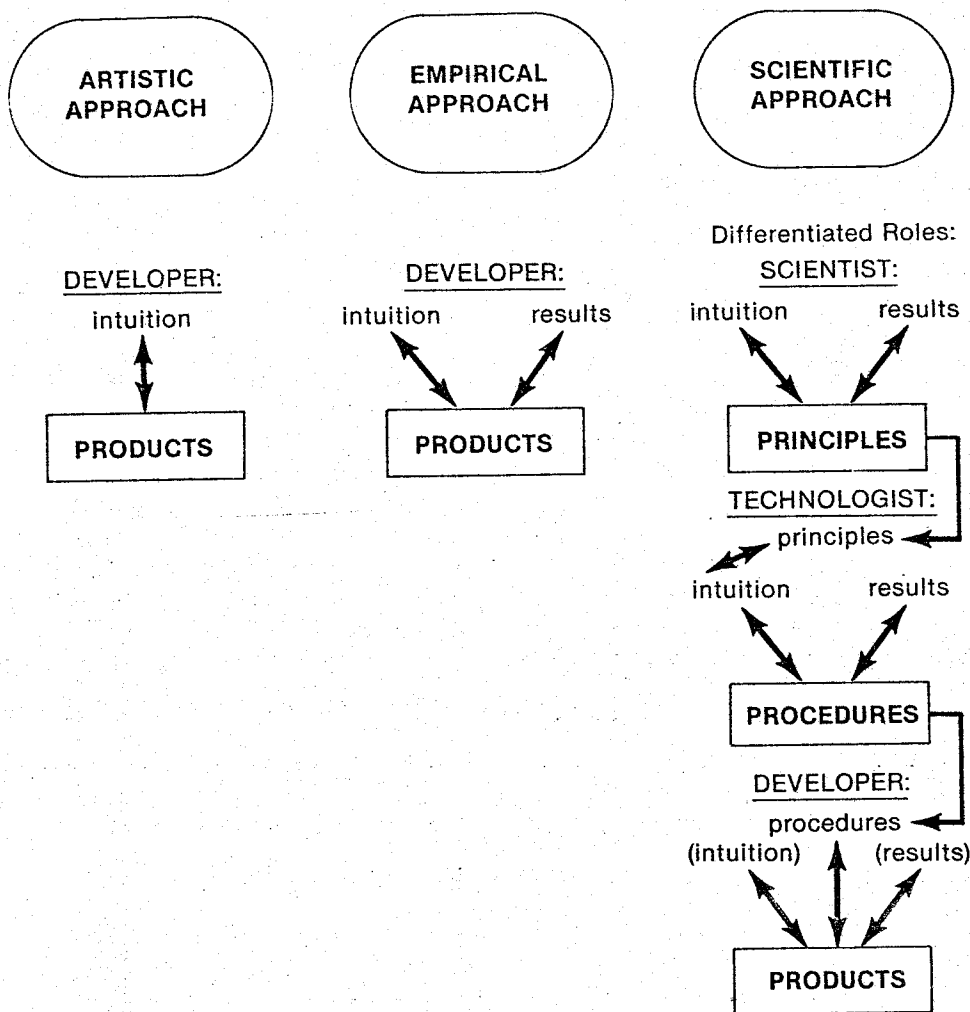 ARTISTIC
APPROACH
DEVELOPER:
intuition
PRODUCTS
EMPIRICAL
APPROACH
DEVELOPER:
intuition results
PRODUCTS
SCIENTIFIC
APPROACH
Differentiated Roles:
SCIENTIST:
intuition results
PRINCIPLES
TECHNOLOGIST:
principles
intuition results
PROCEDURES
DEVELOPER:
procedures
(intuition) (results)
PRODUCTS